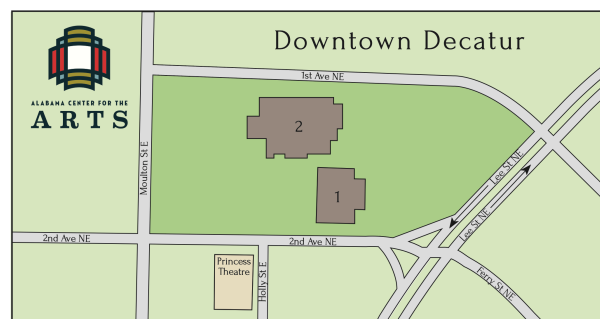 Downtown Decatur
ALABAMA CENTER FOR THE
ARTS
1st Ave NE
2
Moulton St E
Lee St NE
1
Lee St NE
2nd Ave NE
2nd Ave NE
Princess
Theatre
Holly St E
Ferry St NE